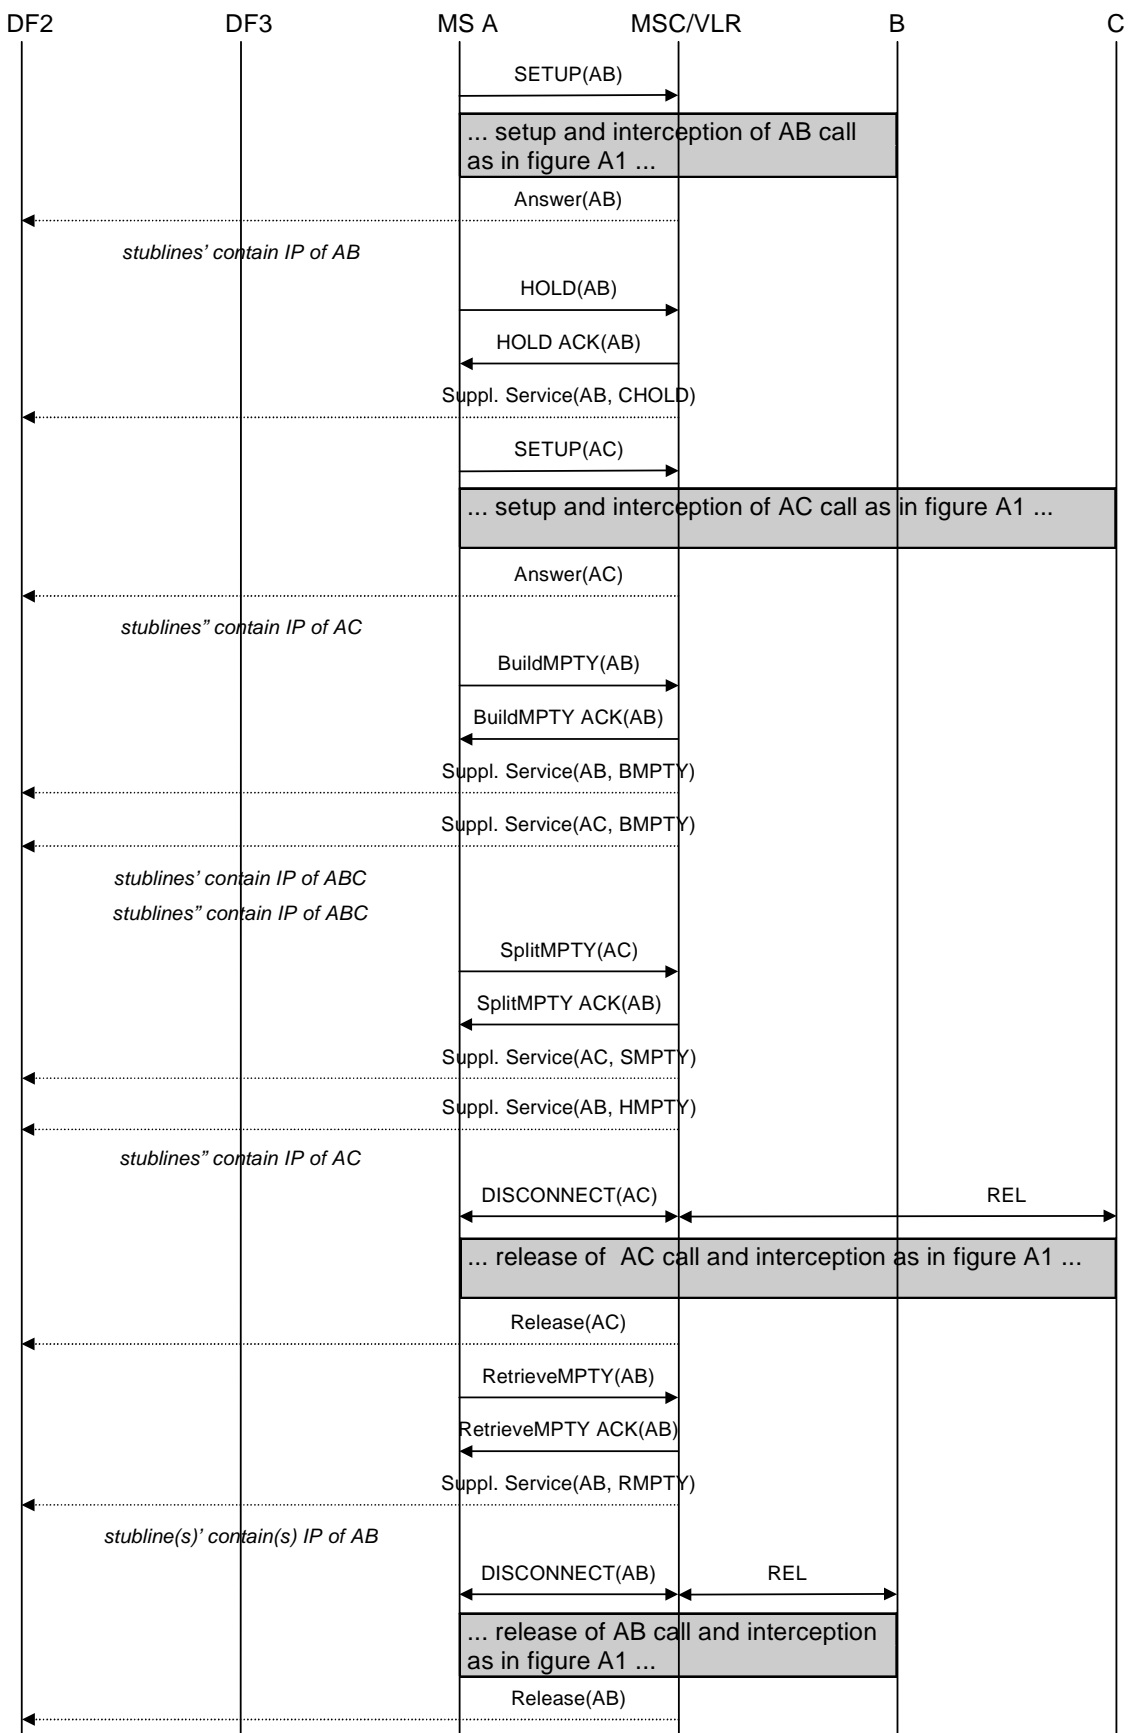 DF2 DF3 MS A MSC/VLR B C
SETUP(AB)
... setup and interception of AB call
as in figure A1 ...
Answer(AB)
stublines’ contain IP of AB
HOLD(AB)
HOLD ACK(AB)
Suppl. Service(AB, CHOLD)
SETUP(AC)
... setup and interception of AC call as in figure A1 ...
Answer(AC)
stublines” contain IP of AC
BuildMPTY(AB)
BuildMPTY ACK(AB)
Suppl. Service(AB, BMPTY)
Suppl. Service(AC, BMPTY)
stublines’ contain IP of ABC
stublines” contain IP of ABC
SplitMPTY(AC)
SplitMPTY ACK(AB)
Suppl. Service(AC, SMPTY)
Suppl. Service(AB, HMPTY)
stublines” contain IP of AC
DISCONNECT(AC) REL
... release of  AC call and interception as in figure A1 ...
Release(AC)
RetrieveMPTY(AB)
RetrieveMPTY ACK(AB)
Suppl. Service(AB, RMPTY)
stubline(s)’ contain(s) IP of AB
DISCONNECT(AB) REL
... release of AB call and interception
as in figure A1 ...
Release(AB)